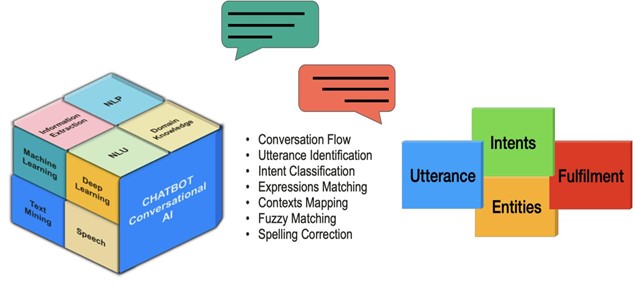 NLP
Information
Extraction
Domain
Knowledge
NLU
Machine
Learning
Deep
Learning
Text
Mining
Speech
CHATBOT
Conversational
AI
• Conversation Flow
• Utterance Identification
• Intent Classification
• Expressions Matching
• Contexts Mapping
• Fuzzy Matching
• Spelling Correction
Utterance
Intents
Entities
Fulfilment